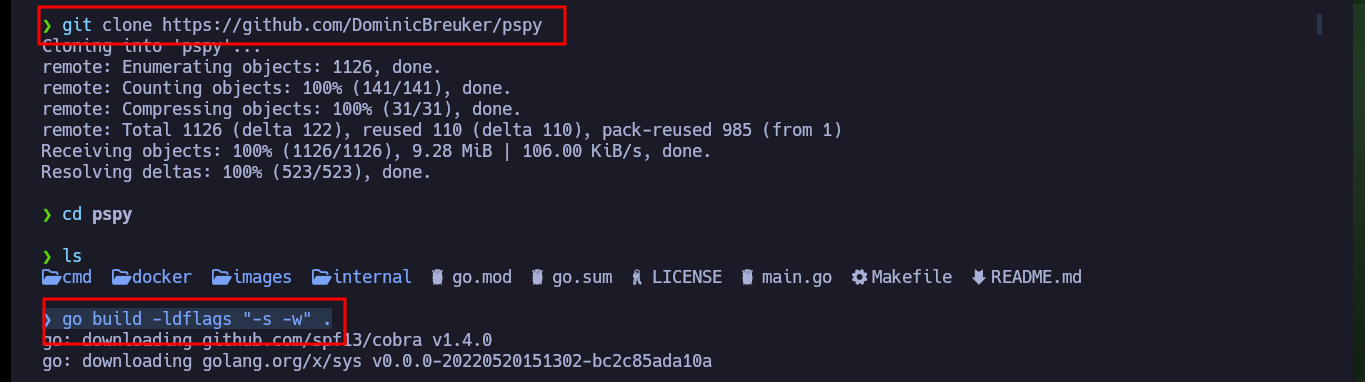 ❯ git clone https://github.com/DominicBreuker/pspy
Cloning into 'pspy'...
remote: Enumerating objects: 1126, done.
remote: Counting objects: 100% (141/141), done.
remote: Compressing objects: 100% (31/31), done.
remote: Total 1126 (delta 122), reused 110 (delta 110), pack-reused 985 (from 1)
Receiving objects: 100% (1126/1126), 9.28 MiB | 106.00 KiB/s, done.
Resolving deltas: 100% (523/523), done.
❯ cd pspy
❯ ls
cmd docker images internal go.mod go.sum LICENSE main.go Makefile README.md
❯ go build -ldflags "-s -w" .
go: downloading github.com/spf13/cobra v1.4.0
go: downloading golang.org/x/sys v0.0.0-20220520151302-bc2c85ada10a